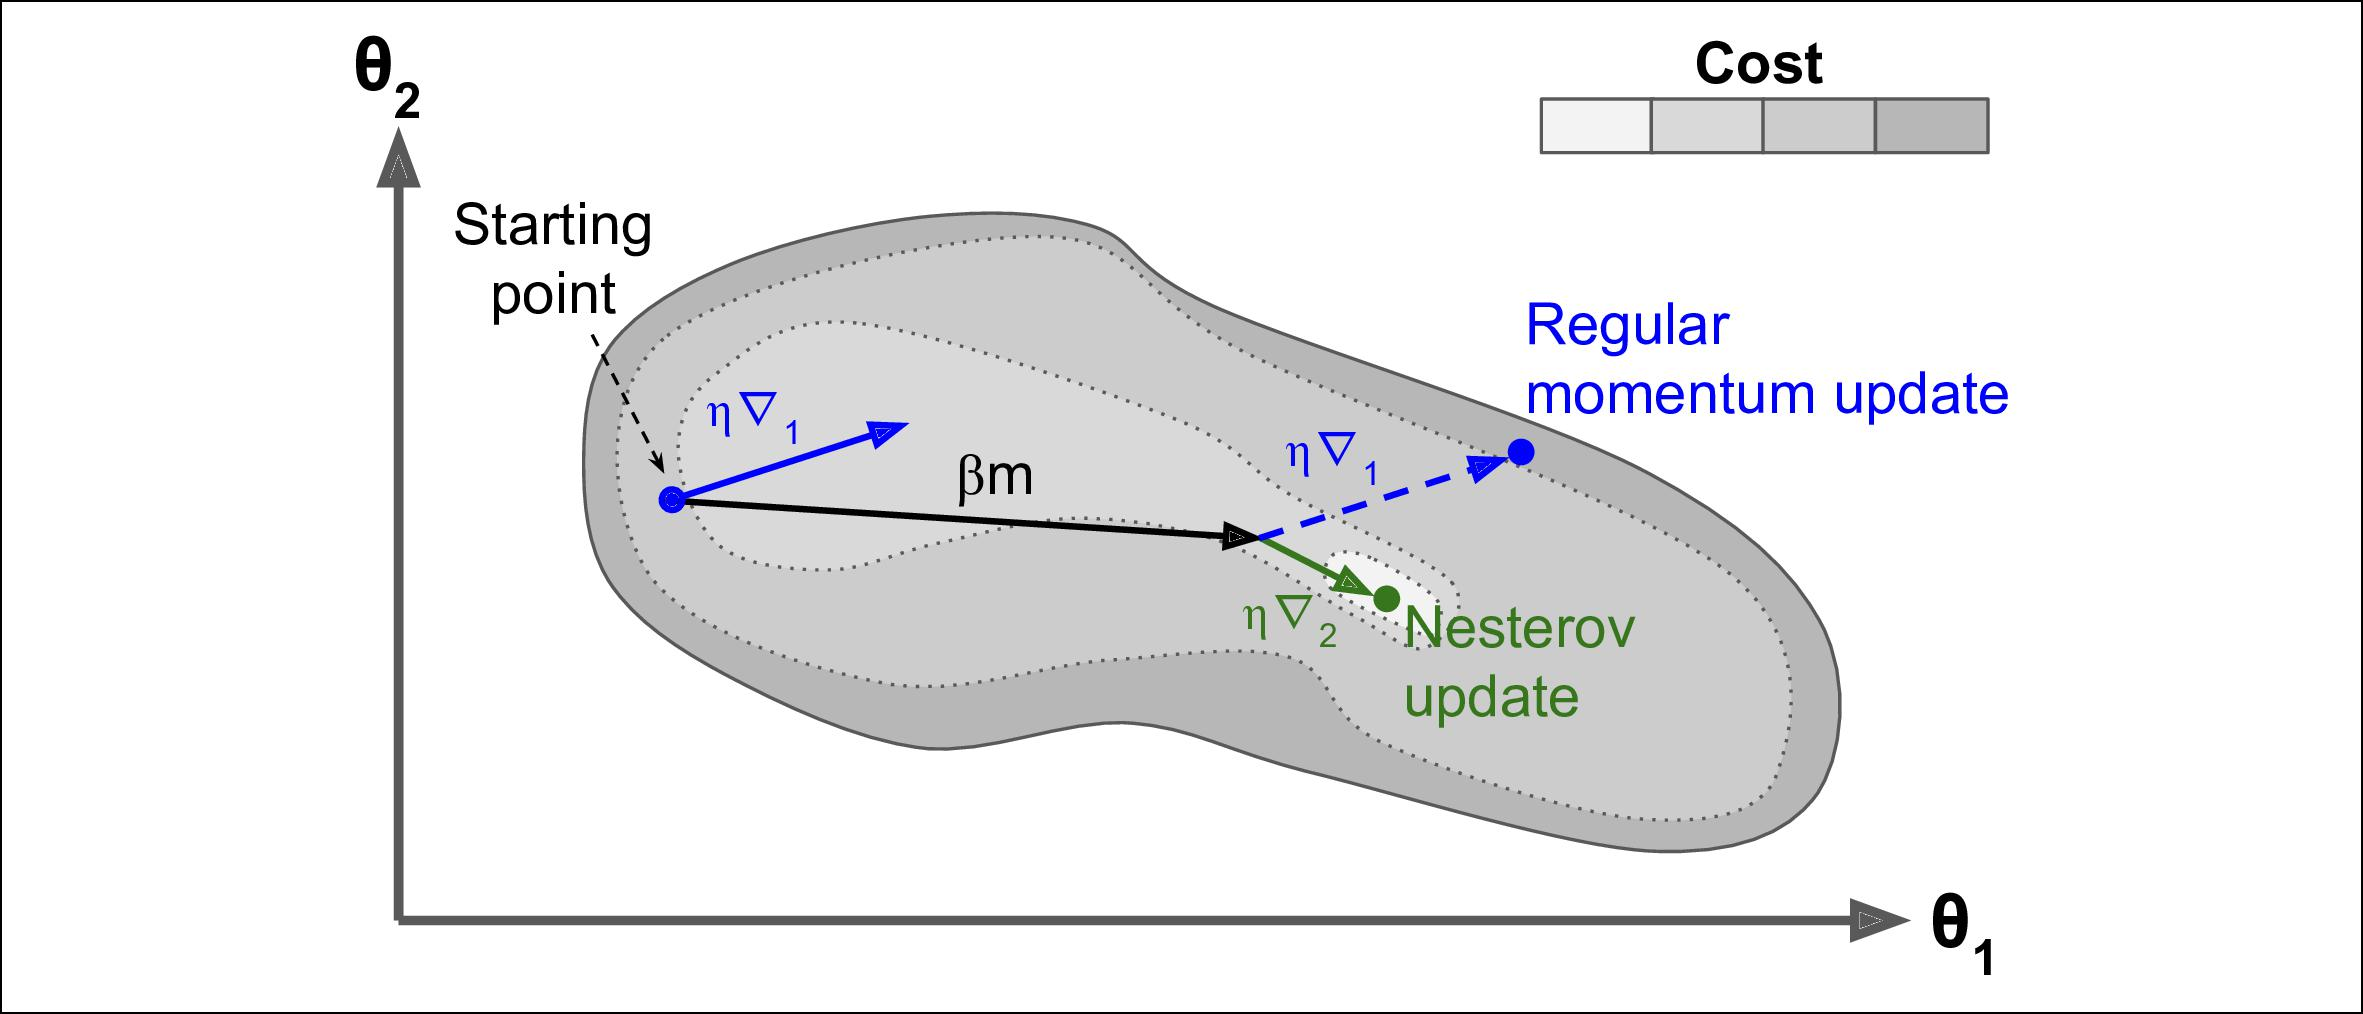 θ2
Cost
Starting
point
Regular
momentum update
η∇1
βm
η∇1
η∇2
Nesterov
update
θ1